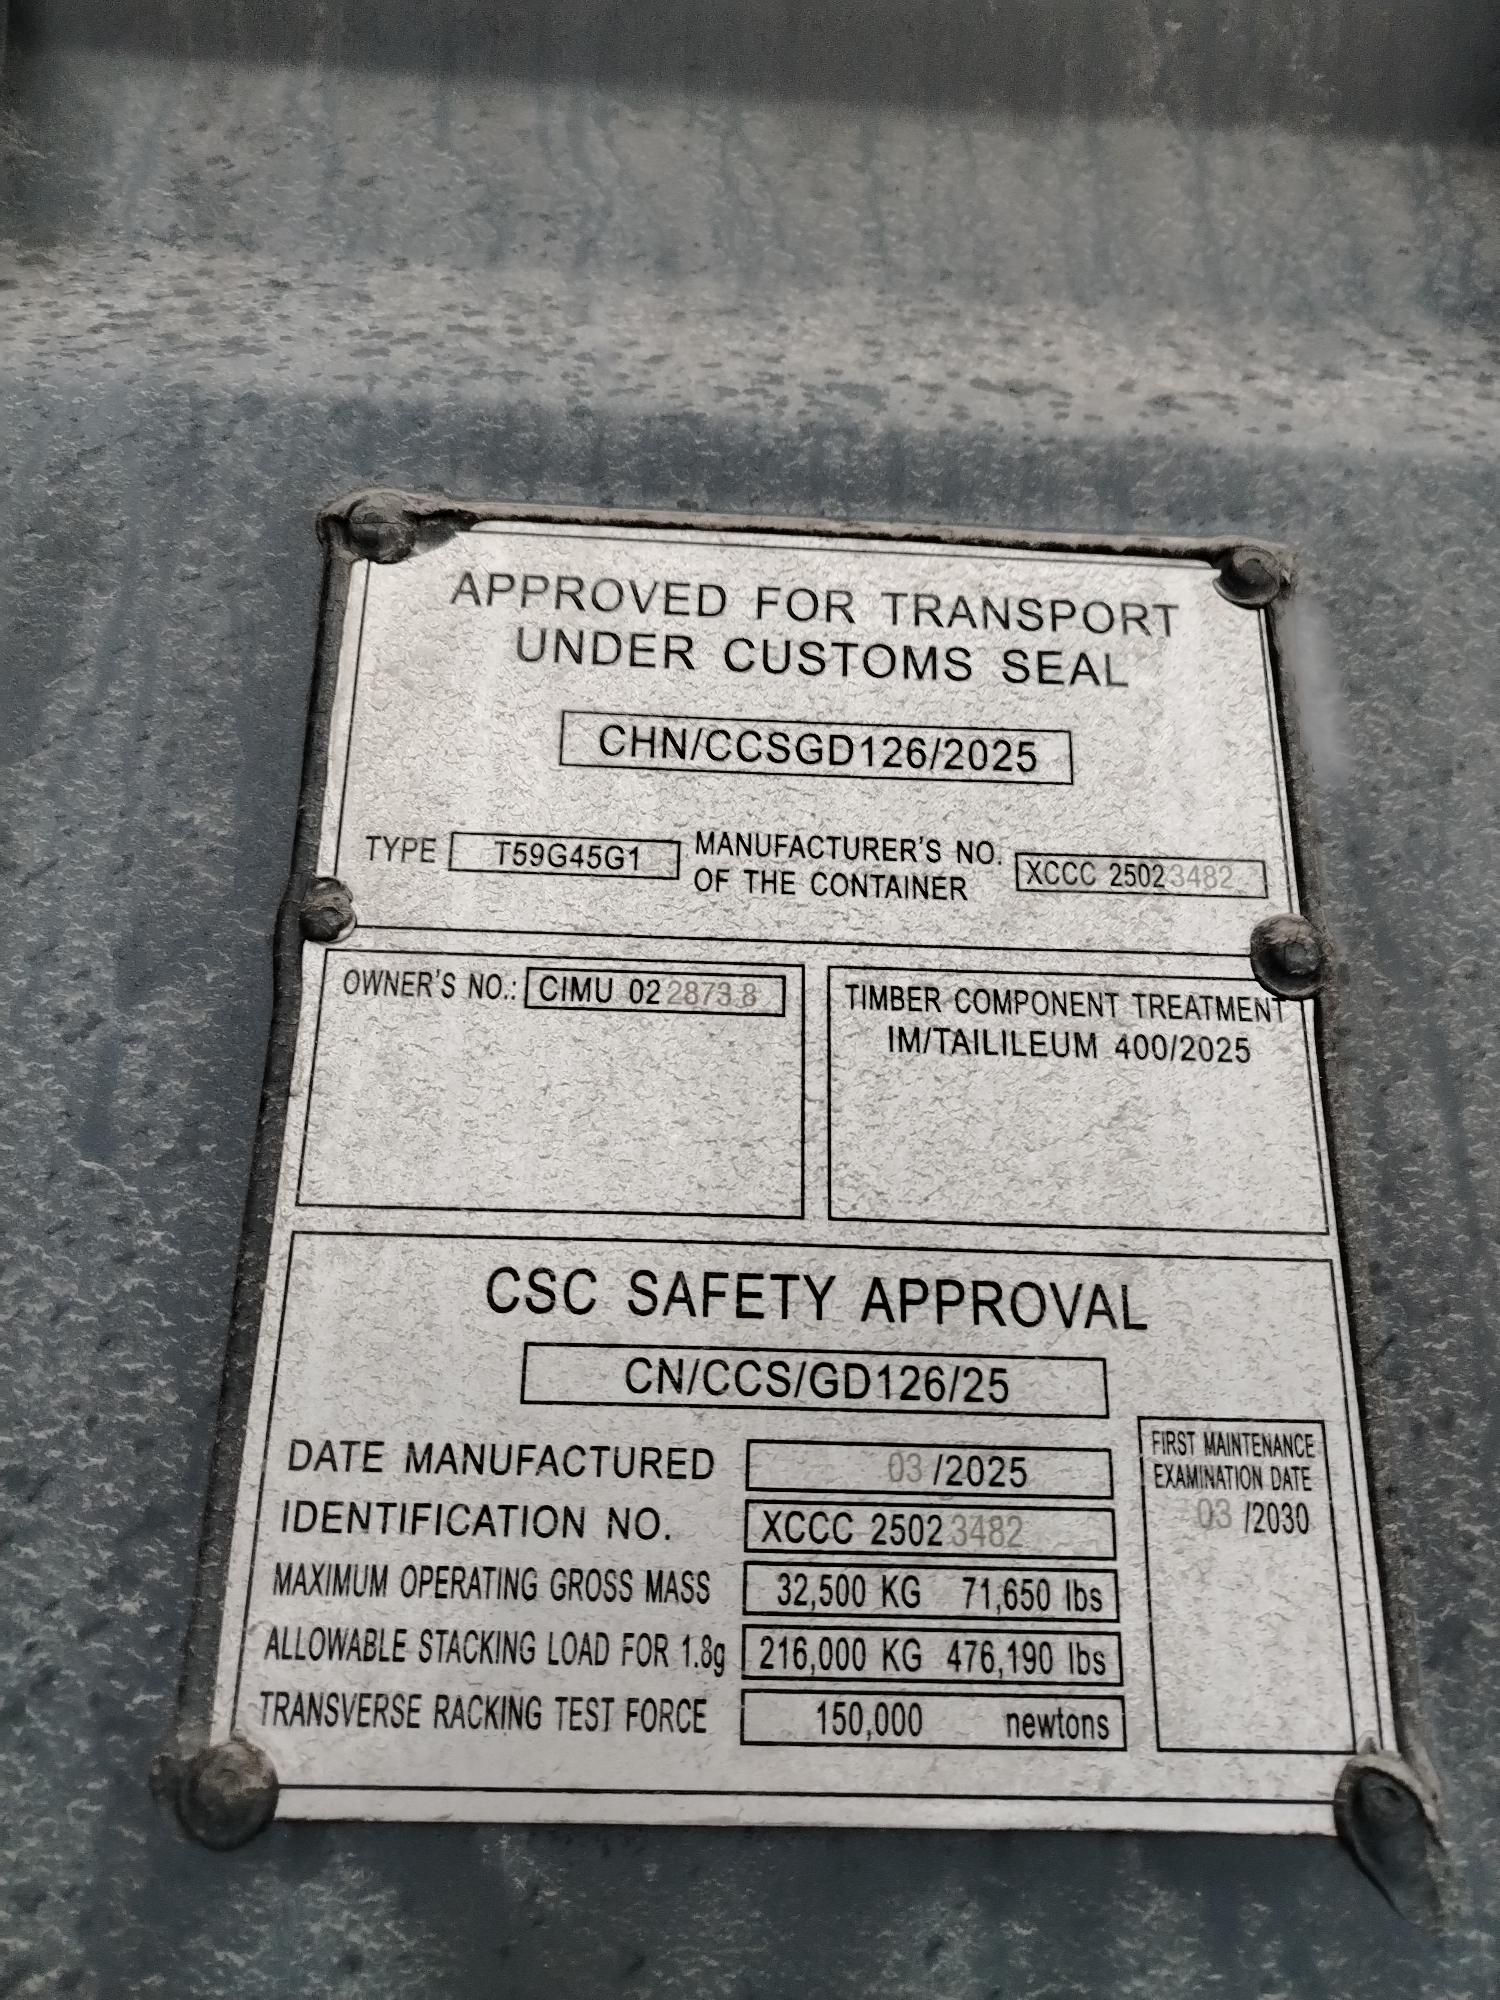 APPROVED FOR TRANSPORT
UNDER CUSTOMS SEAL
CHN/CCSGD126/2025
TYPE T59G45G1 MANUFACTURER'S NO. OF THE CONTAINER XCCC 25023482
OWNER'S NO.: CIMU 022873 8
TIMBER COMPONENT TREATMENT
IM/TAILILEUM 400/2025
CSC SAFETY APPROVAL
CN/CCS/GD126/25
DATE MANUFACTURED 03/2025
IDENTIFICATION NO. XCCC 25023482
MAXIMUM OPERATING GROSS MASS 32,500 KG 71,650 lbs
ALLOWABLE STACKING LOAD FOR 1.8g 216,000 KG 476,190 lbs
TRANSVERSE RACKING TEST FORCE 150,000 newtons
FIRST MAINTENANCE
EXAMINATION DATE
03/2030